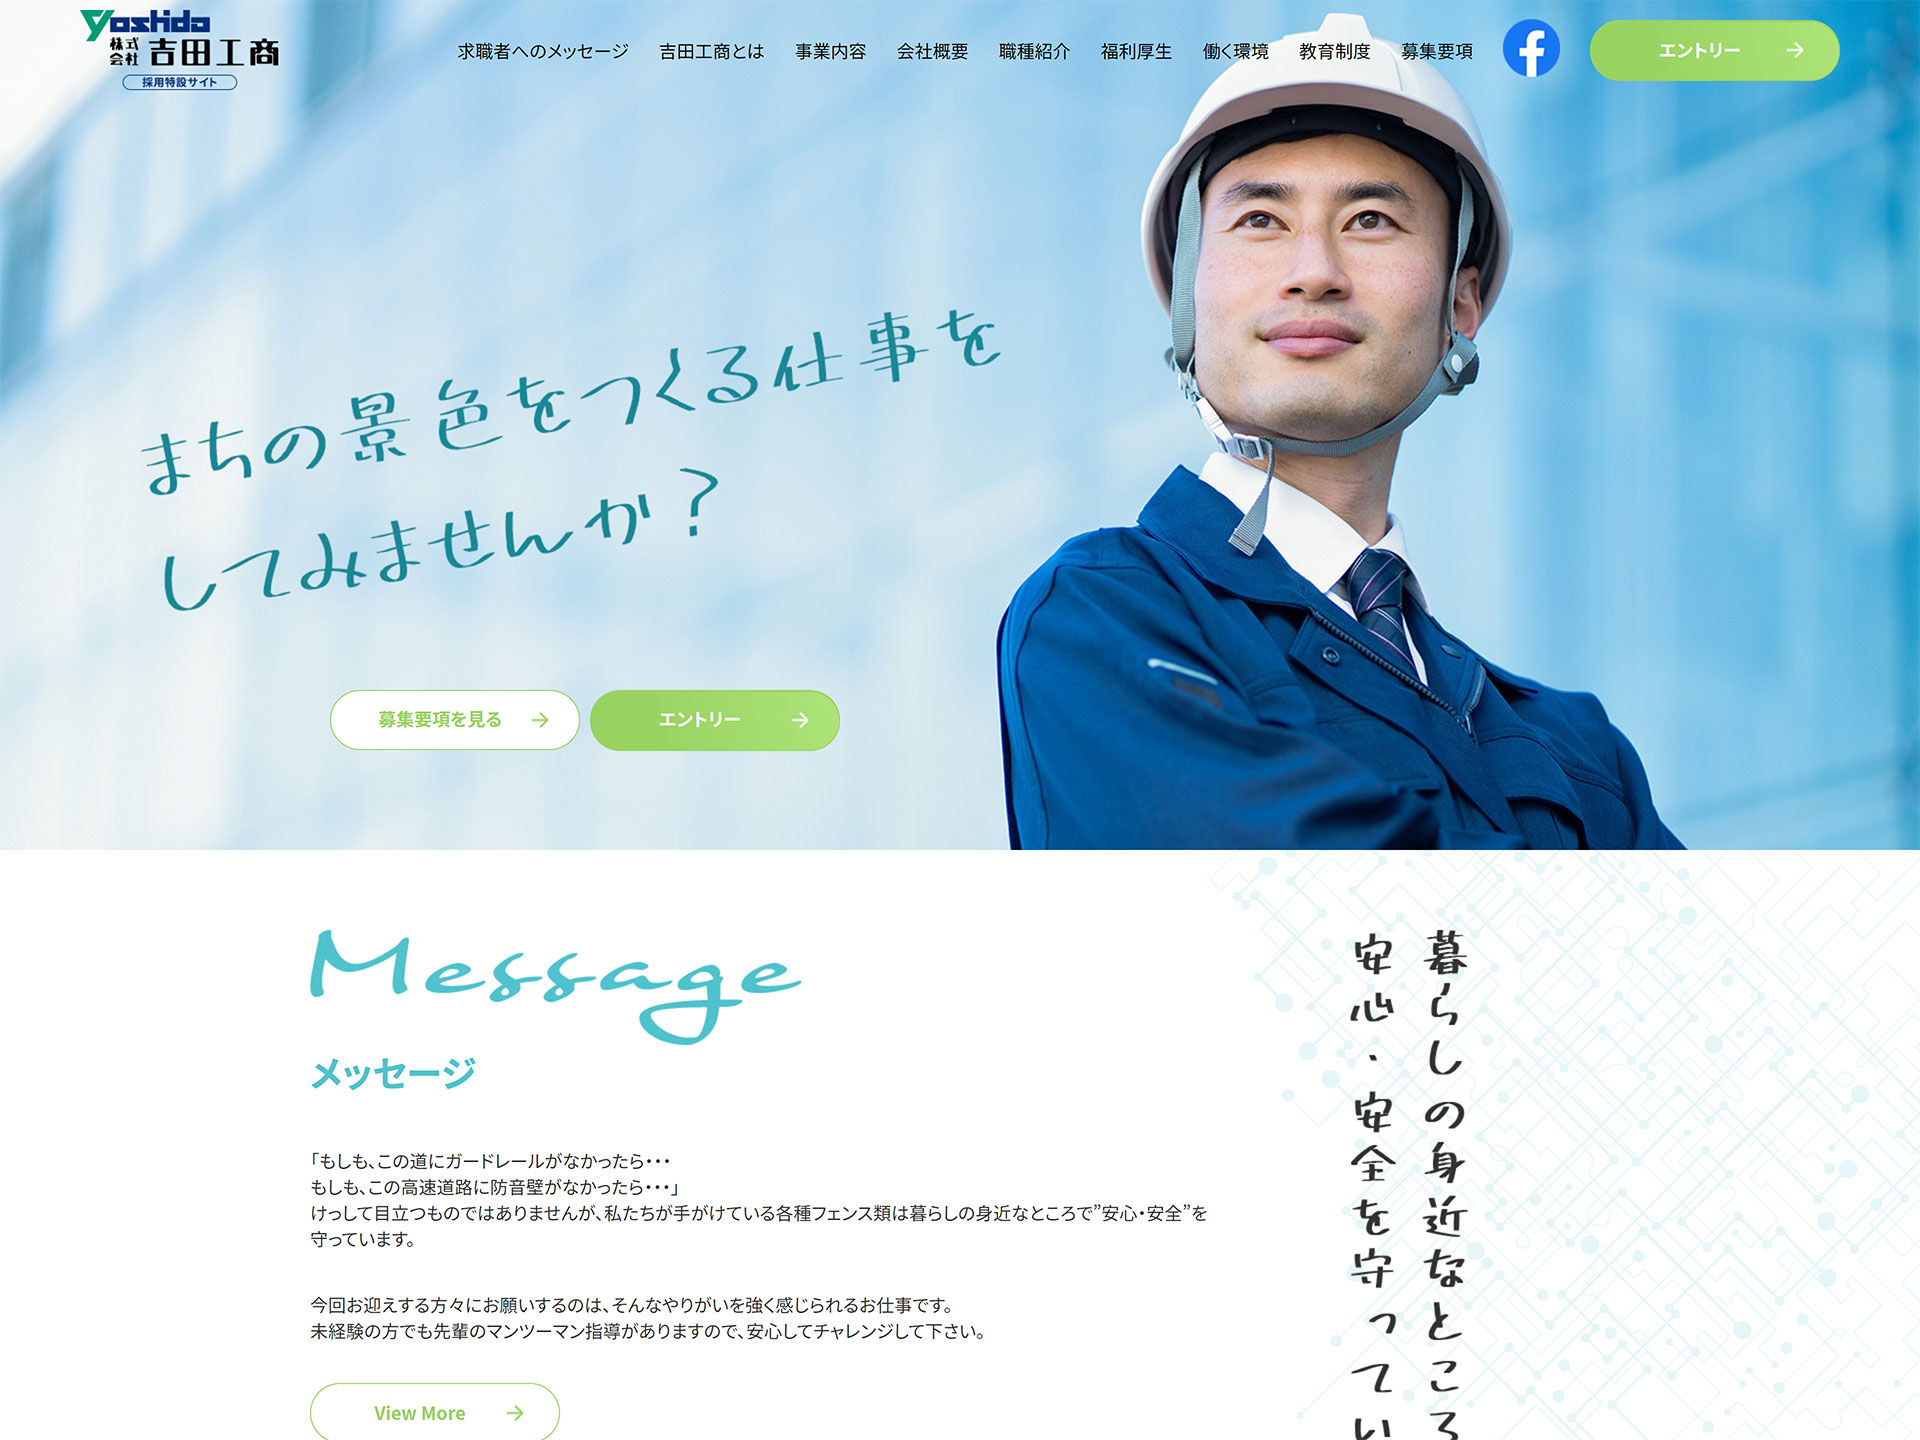 Yoshida
株式会社 吉田工商
採用特設サイト
求職者へのメッセージ 吉田工商とは 事業内容 会社概要 職種紹介 福利厚生 働く環境 教育制度 募集要項 エントリー
まちの景色をつくる仕事を
してみませんか？
募集要項を見る エントリー
Message
メッセージ
「もしも、この道にガードレールがなかったら・・・
もしも、この高速道路に防音壁がなかったら・・・」
けっして目立つものではありませんが、私たちが手がけている各種フェンス類は暮らしの身近なところで”安心・安全”を
守っています。
今回お迎えする方々にお願いするのは、そんなやりがいを強く感じられるお仕事です。
未経験の方でも先輩のマンツーマン指導がありますので、安心してチャレンジして下さい。
View More
暮らしの身近なところ
安心・安全を守ってい